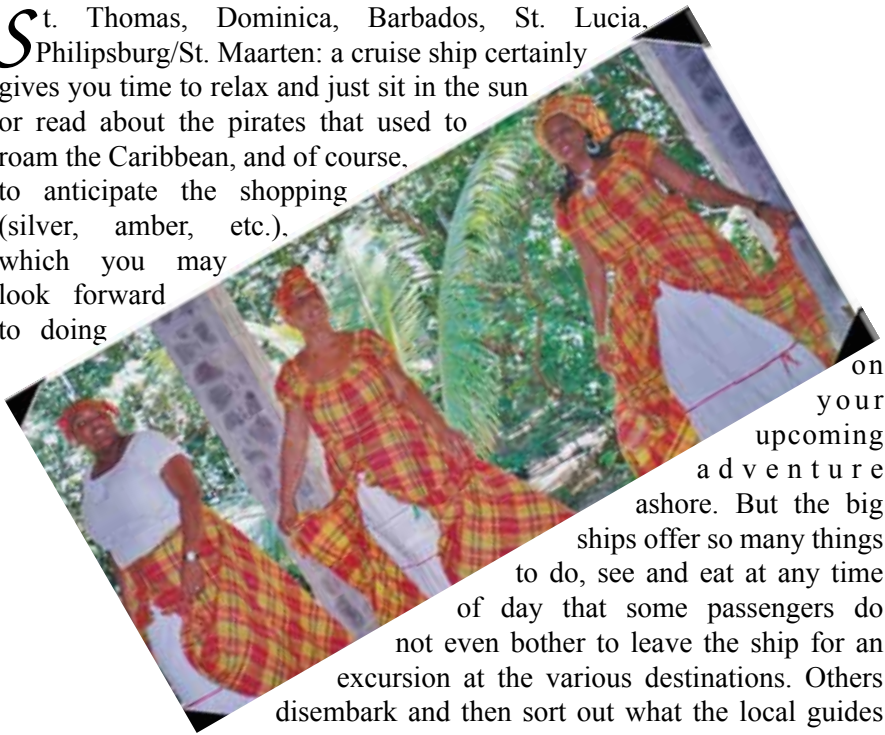 St. Thomas, Dominica, Barbados, St. Lucia,
Philipsburg/St. Maarten: a cruise ship certainly
gives you time to relax and just sit in the sun
or read about the pirates that used to
roam the Caribbean, and of course,
to anticipate the shopping
(silver, amber, etc.),
which you may
look forward
to doing
on
your
upcoming
adventure
ashore. But the big
ships offer so many things
to do, see and eat at any time
of day that some passengers do
not even bother to leave the ship for an
excursion at the various destinations. Others
disembark and then sort out what the local guides